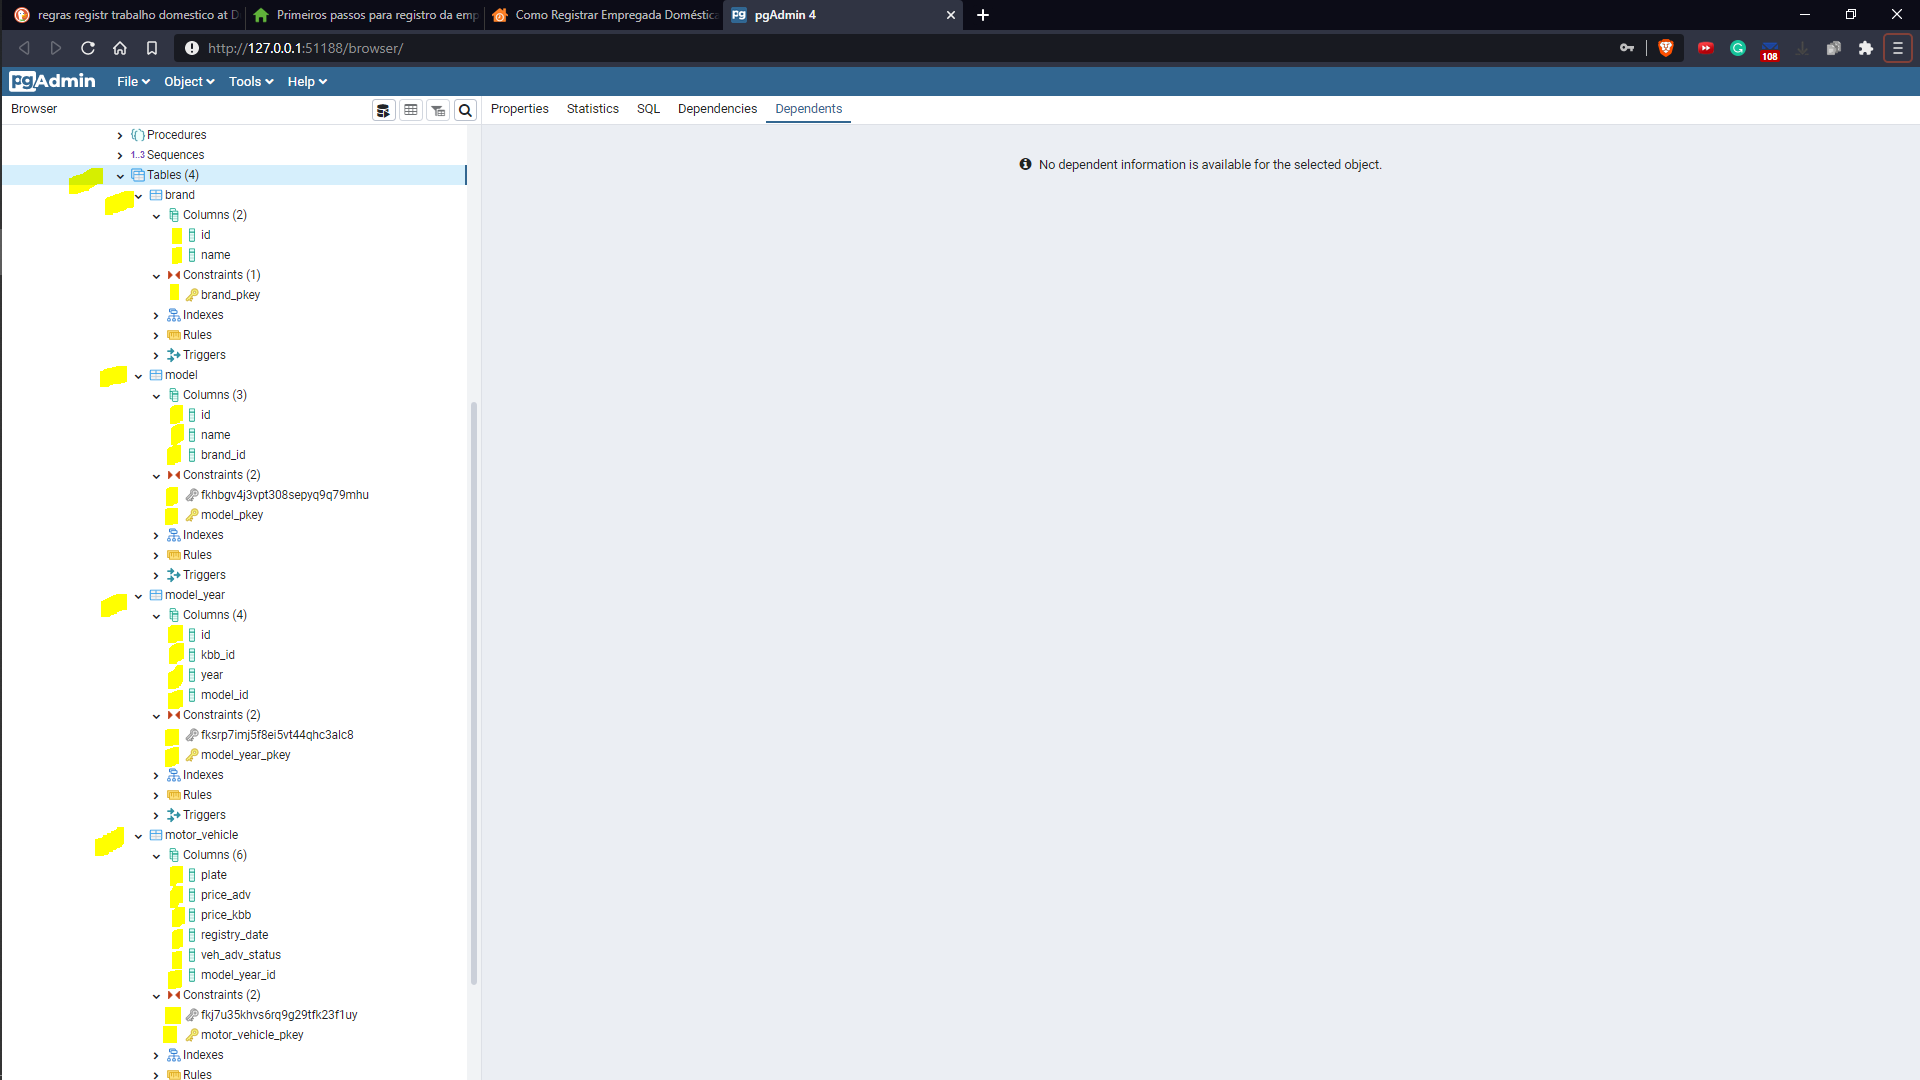 regras registr trabalho domestico at D
Primeiros passos para registro da emp
Como Registrar Empregada Doméstica
pgAdmin 4
http://127.0.0.1:51188/browser/
108
pgAdmin
File
Object
Tools
Help
Browser
Properties
Statistics
SQL
Dependencies
Dependents
No dependent information is available for the selected object.
Procedures
1..3 Sequences
Tables (4)
brand
Columns (2)
id
name
Constraints (1)
brand_pkey
Indexes
Rules
Triggers
model
Columns (3)
id
name
brand_id
Constraints (2)
fkhbgv4j3vpt308sepyq9q79mhu
model_pkey
Indexes
Rules
Triggers
model_year
Columns (4)
id
kbb_id
year
model_id
Constraints (2)
fksrp7imj5f8ei5vt44qhc3alc8
model_year_pkey
Indexes
Rules
Triggers
motor_vehicle
Columns (6)
plate
price_adv
price_kbb
registry_date
veh_adv_status
model_year_id
Constraints (2)
fkj7u35khvs6rq9g29tfk23f1uy
motor_vehicle_pkey
Indexes
Rules